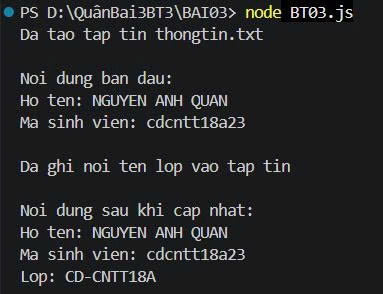 PS D:\QuânBai3BT3\BAI03> node BT03.js
Da tao tap tin thongtin.txt
Noi dung ban dau:
Ho ten: NGUYEN ANH QUAN
Ma sinh vien: cdcntt18a23
Da ghi noi ten lop vao tap tin
Noi dung sau khi cap nhat:
Ho ten: NGUYEN ANH QUAN
Ma sinh vien: cdcntt18a23
Lop: CD-CNTT18A